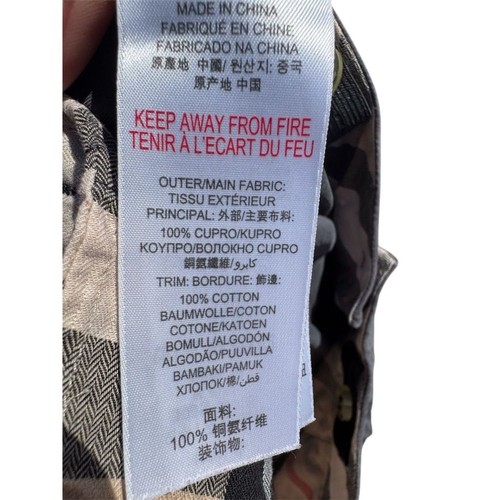 MADE IN CHINA
FABRIQUÉ EN CHINE
FABRICADO NA CHINA
原產地 中國 / 원산지: 중국
原产地 中国
KEEP AWAY FROM FIRE
TENIR À L'ECART DU FEU
OUTER/MAIN FABRIC:
TISSU EXTÉRIEUR
PRINCIPAL: 外部/主要布料:
100% CUPRO/KUPRO
КОУПРО/ВОЛОКНО CUPRO
銅氨纖維/كابرو
TRIM: BORDURE: 飾邊:
100% COTTON
BAUMWOLLE/COTON
COTONE/KATOEN
BOMULL/ALGODÓN
ALGODÃO/PUUVILLA
BAMBAKI/PAMUK
ХЛОПОК/棉/قطن
面料:
100% 铜氨纤维
装饰物: